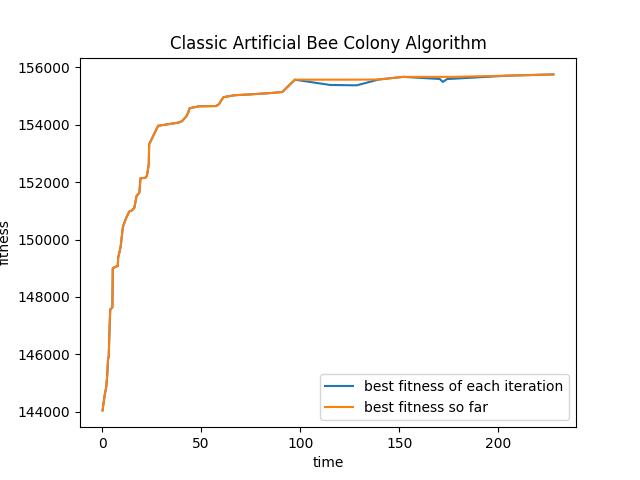 Classic Artificial Bee Colony Algorithm
156000
154000
152000
150000
148000
146000
144000
fitness
best fitness of each iteration
best fitness so far
0
50
100
150
200
time